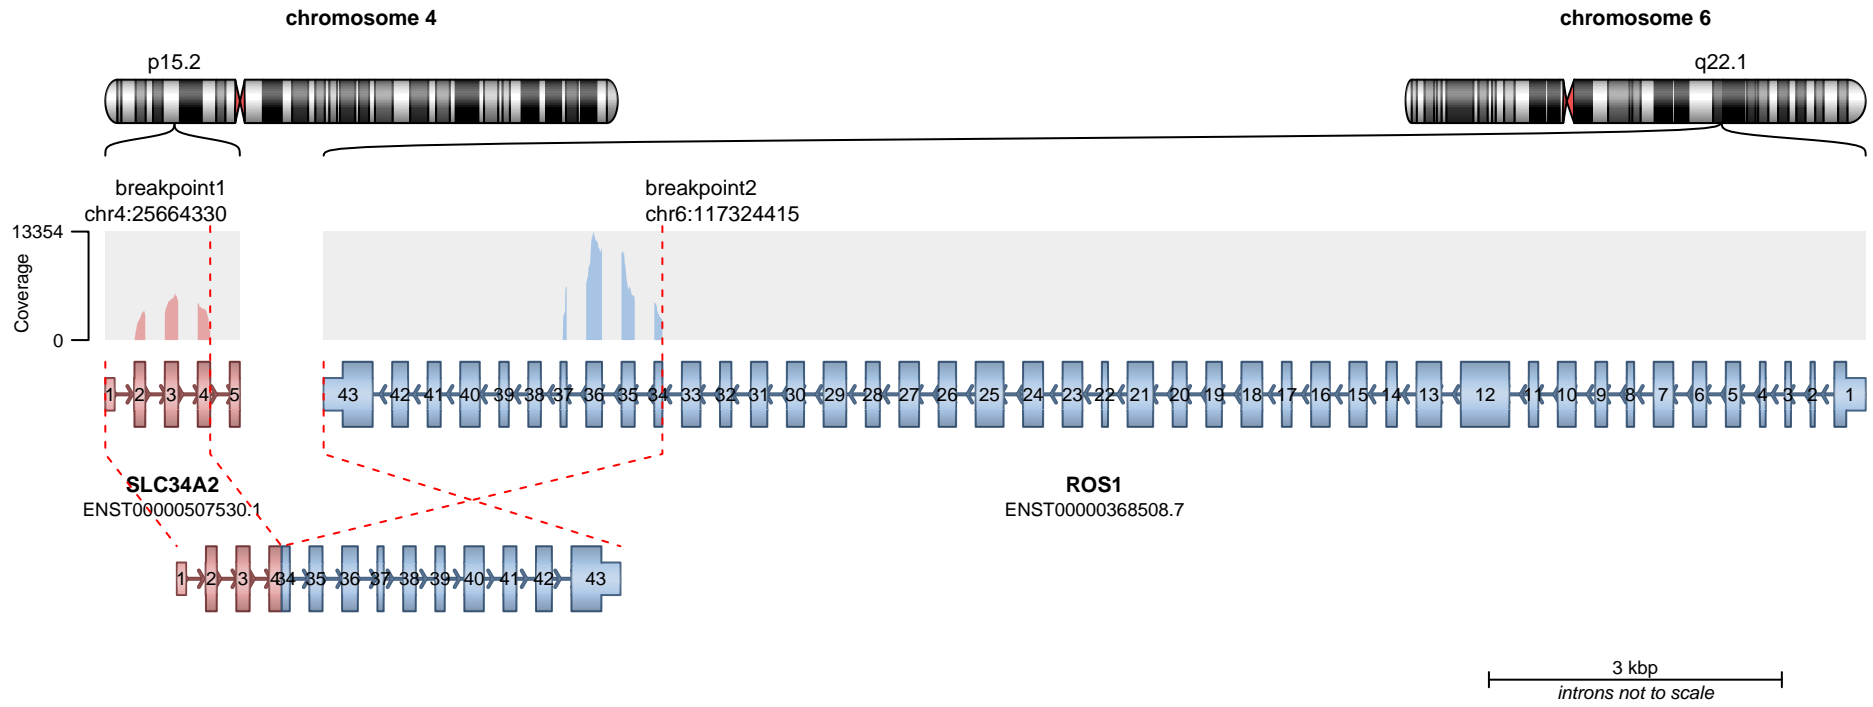 chromosome 4
chromosome 6
p15.2
q22.1
breakpoint1
chr4:25664330
breakpoint2
chr6:117324415
13354
Coverage
0
1 2 3 4 5
43 42 41 40 39 38 37 36 35 34 33 32 31 30 29 28 27 26 25 24 23 22 21 20 19 18 17 16 15 14 13 12 11 10 9 8 7 6 5 4 3 2 1
SLC34A2
ENST00000507530.1
ROS1
ENST00000368508.7
1 2 3 4 34 35 36 37 38 39 40 41 42 43
3 kbp
introns not to scale